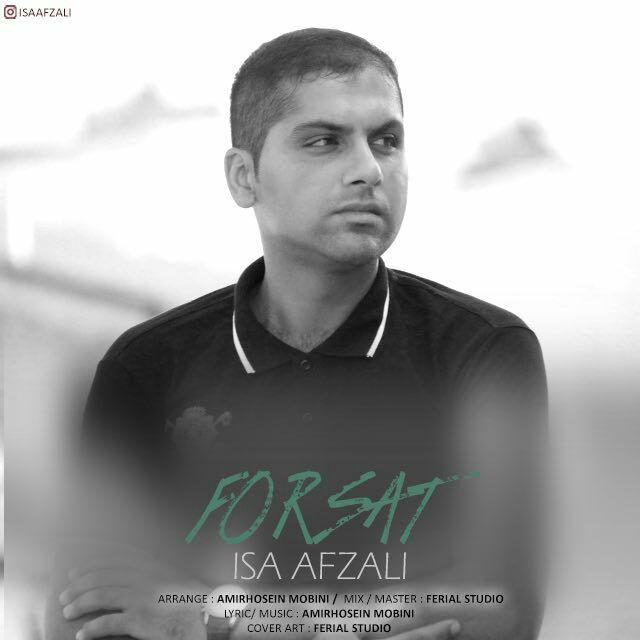 ISAAFZALI
FORSAT
ISA AFZALI
ARRANGE : AMIRHOSEIN MOBINI / MIX / MASTER : FERIAL STUDIO
LYRIC/ MUSIC : AMIRHOSEIN MOBINI
COVER ART : FERIAL STUDIO